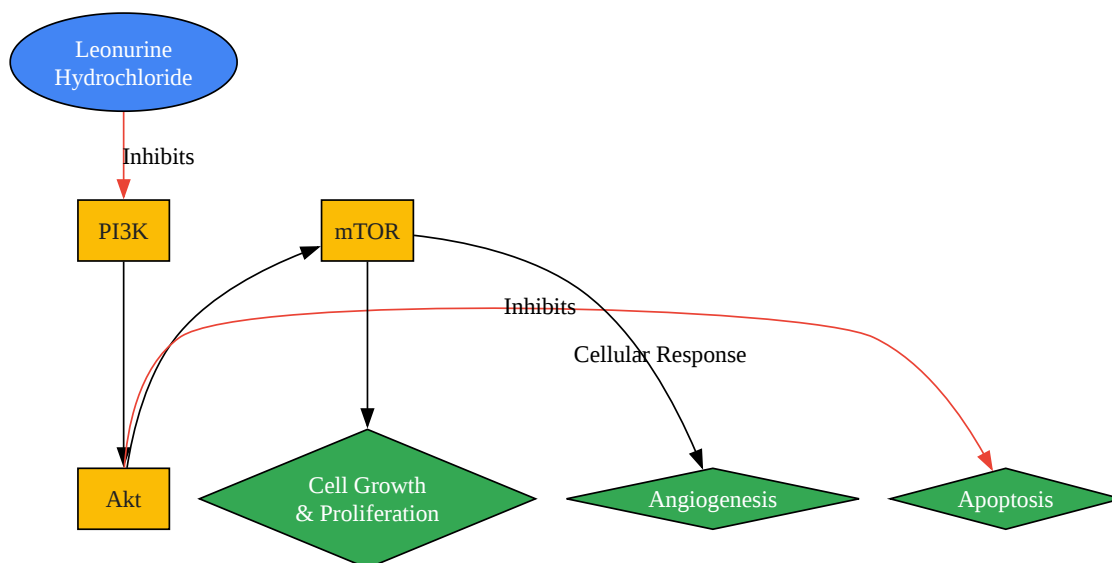 Leonurine
Hydrochloride
Inhibits
PI3K
mTOR
Inhibits
Cellular Response
Akt
Cell Growth
& Proliferation
Angiogenesis
Apoptosis